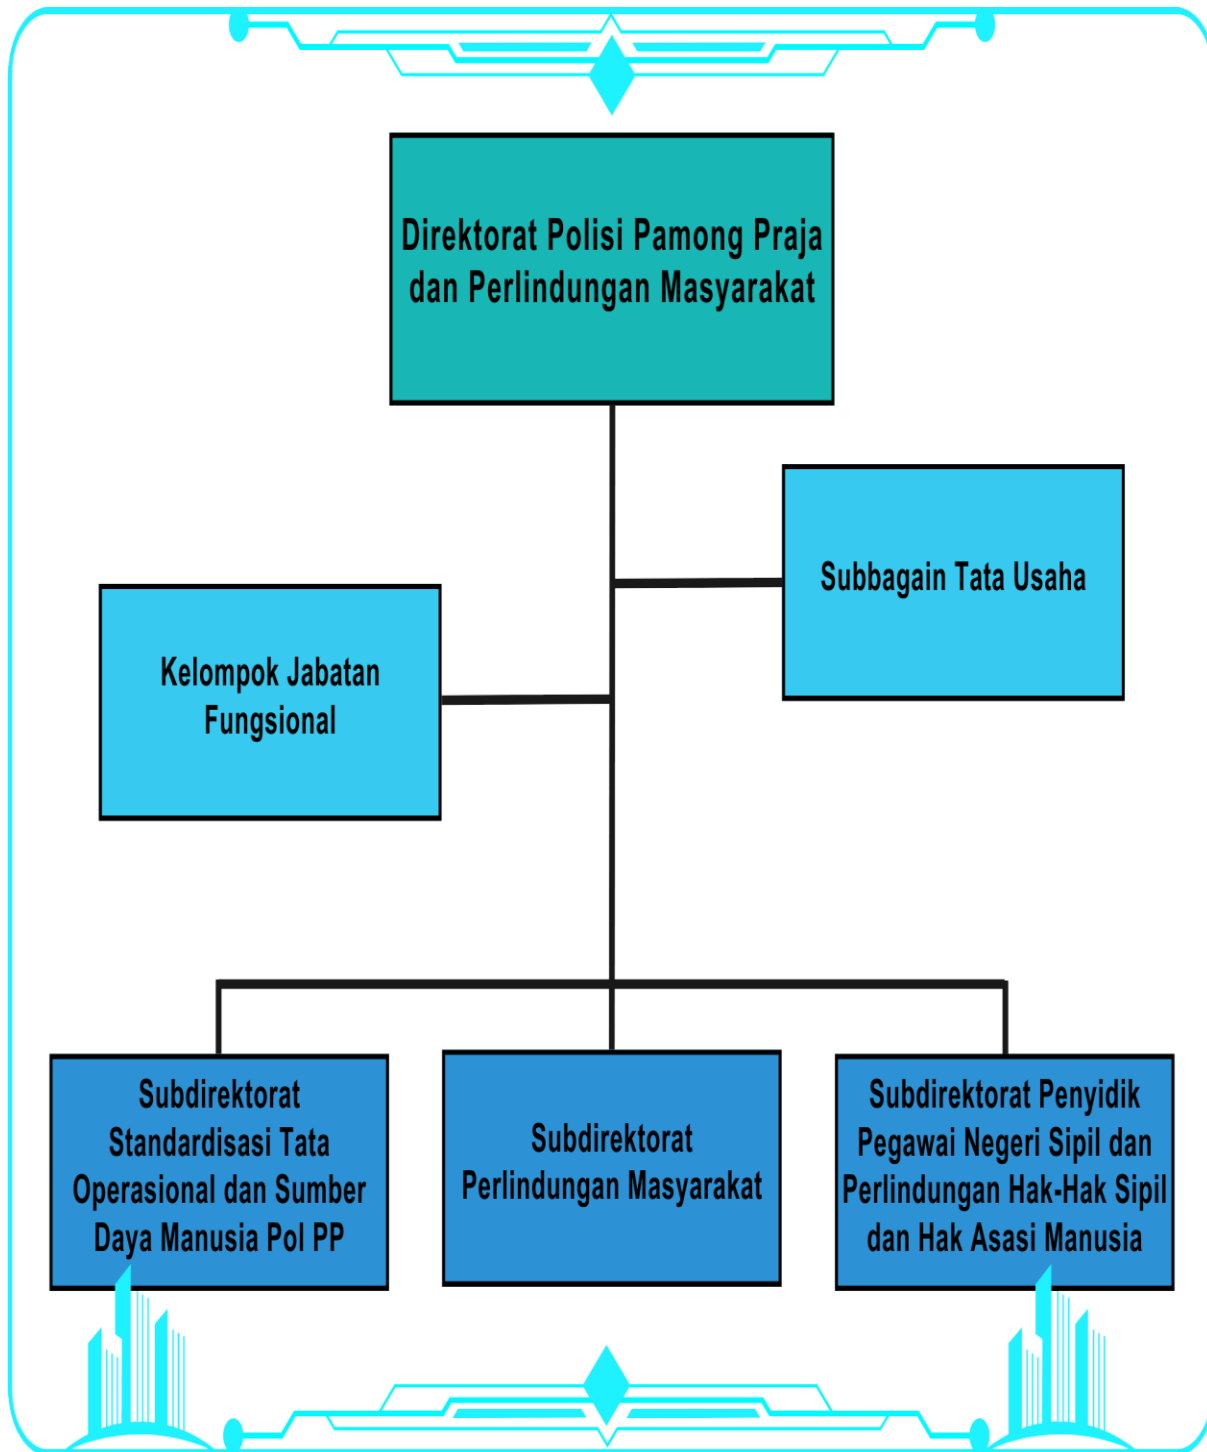 Direktorat Polisi Pamong Praja
dan Perlindungan Masyarakat
Subbagain Tata Usaha
Kelompok Jabatan
Fungsional
Subdirektorat
Standardisasi Tata
Operasional dan Sumber
Daya Manusia Pol PP
Subdirektorat
Perlindungan Masyarakat
Subdirektorat Penyidik
Pegawai Negeri Sipil dan
Perlindungan Hak-Hak Sipil
dan Hak Asasi Manusia